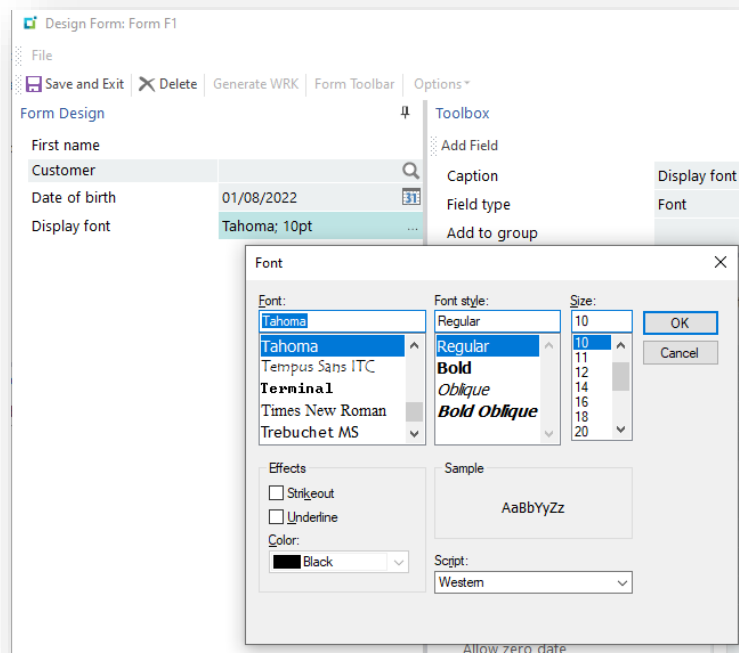 Design Form: Form F1
File
Save and Exit Delete Generate WRK Form Toolbar Options
Form Design
First name
Customer
Date of birth 01/08/2022 31
Display font Tahoma; 10pt ...
Toolbox
Add Field
Caption Display font
Field type Font
Add to group
Font
Font:
Tahoma
Tahoma
Tempus Sans ITC
Terminal
Times New Roman
Trebuchet MS
Font style:
Regular
Regular
Bold
Oblique
Bold Oblique
Size:
10
10
11
12
14
16
18
20
OK
Cancel
Effects
Strikeout
Underline
Color:
Black
Sample
AaBbYyZz
Script:
Western
Allow zero date